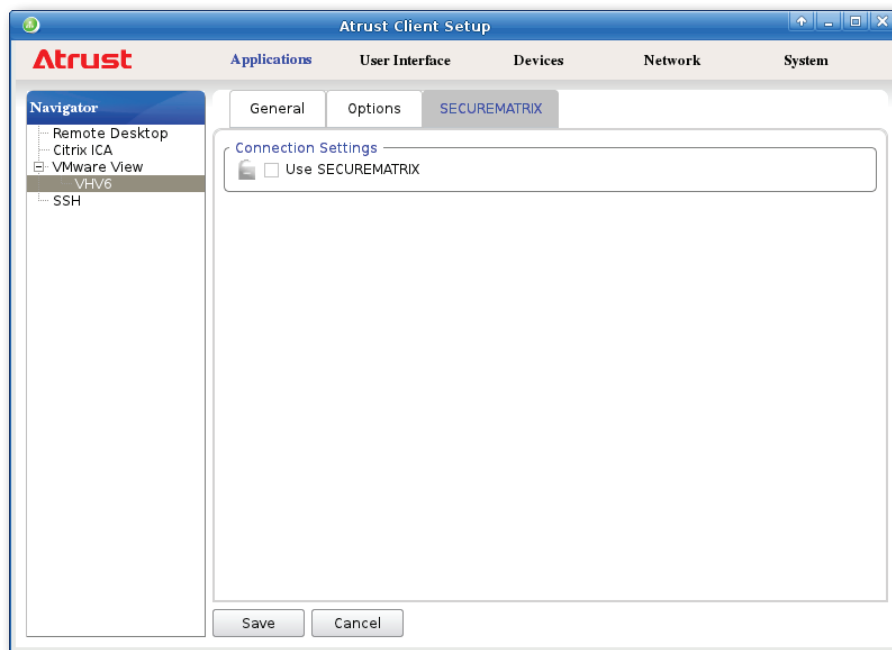 Atrust Client Setup
Atrust
Applications User Interface Devices Network System
Navigator
Remote Desktop
Citrix ICA
VMware View
VHV6
SSH
General Options SECUREMATRIX
Connection Settings
Use SECUREMATRIX
Save Cancel